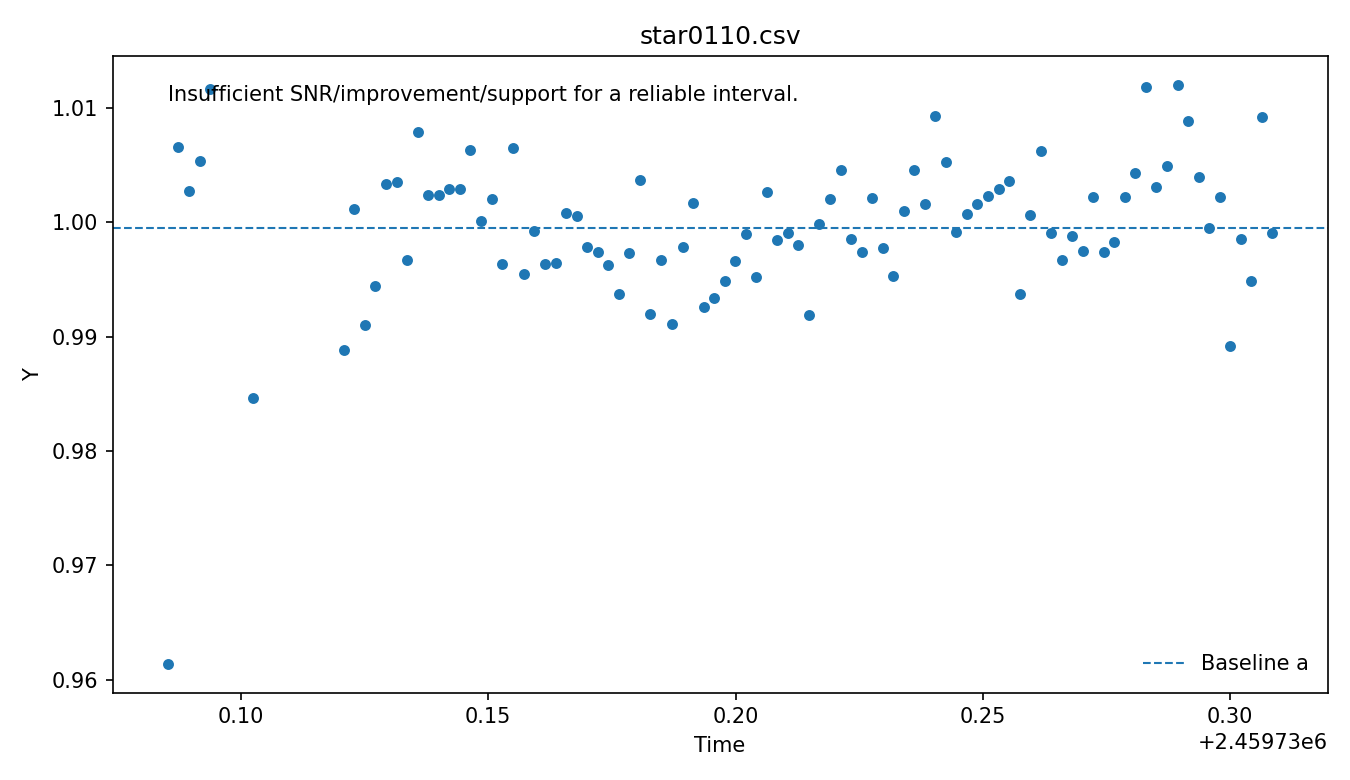 star0110.csv
Insufficient SNR/improvement/support for a reliable interval.
1.01
1.00
0.99
0.98
0.97
0.96
Y
Baseline a
0.10 0.15 0.20 0.25 0.30
Time
+2.45973e6